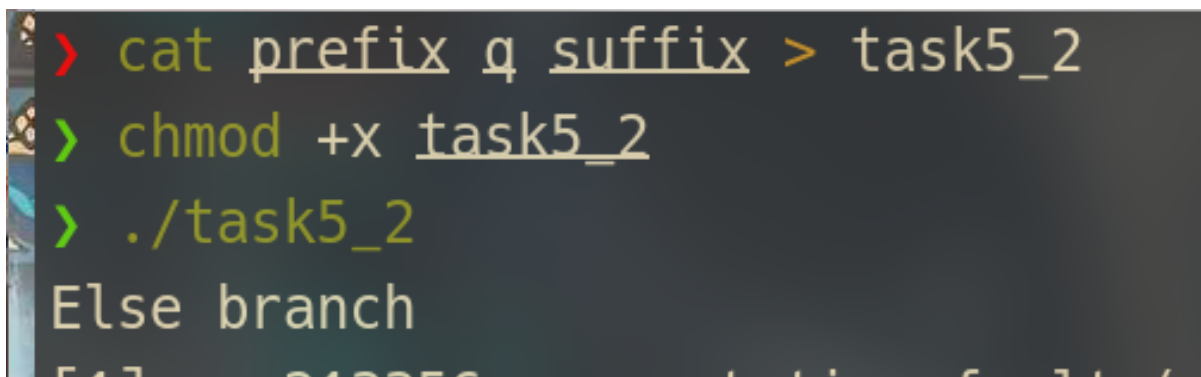 ❯ cat prefix q suffix > task5_2
❯ chmod +x task5_2
❯ ./task5_2
Else branch